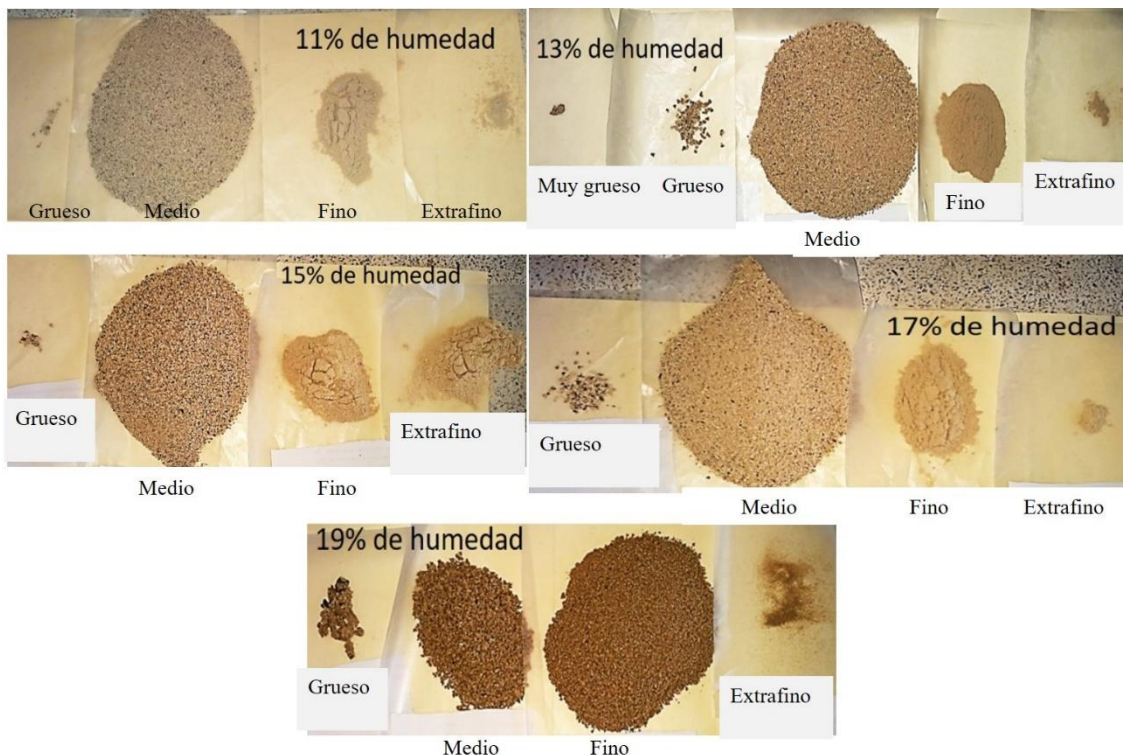 11% de humedad
Grueso Medio Fino Extrafino
13% de humedad
Muy grueso Grueso
Medio
Fino
Extrafino
15% de humedad
Grueso
Medio
Fino
Extrafino
17% de humedad
Grueso
Medio
Fino
Extrafino
19% de humedad
Grueso
Medio
Fino
Extrafino